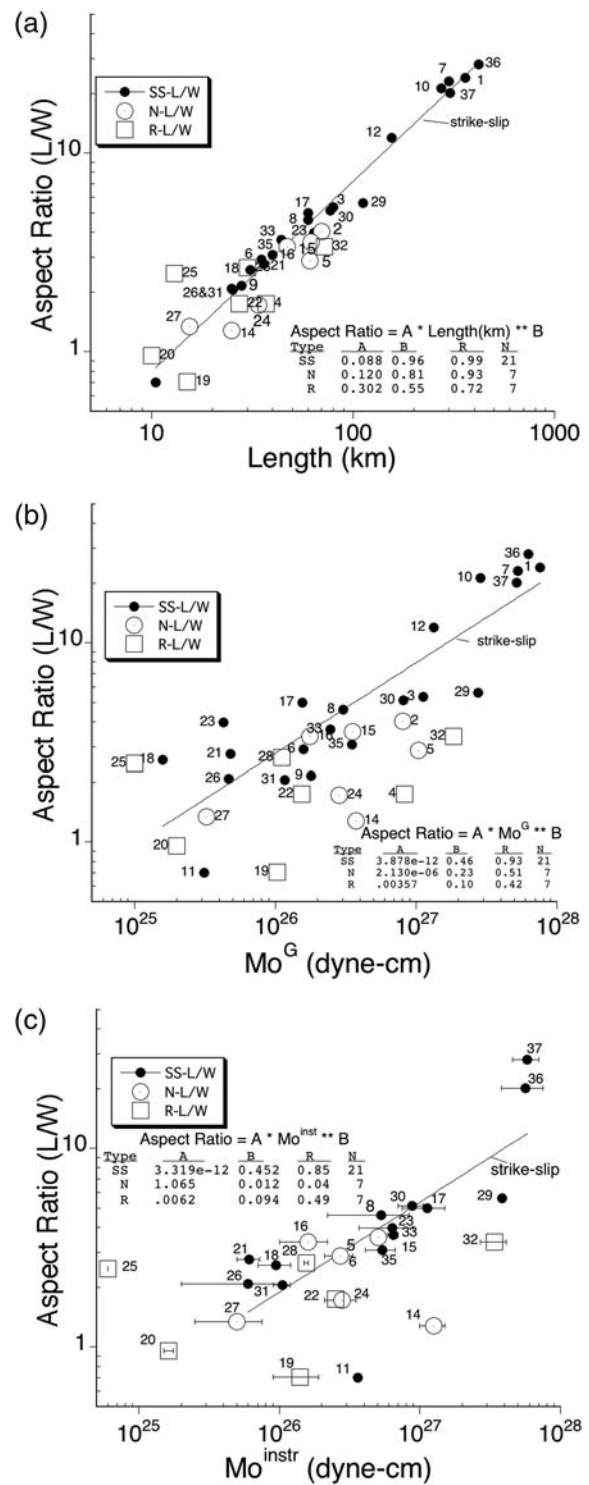 (a)
Aspect Ratio (L/W)
SS-L/W
N-L/W
R-L/W
36
7
1
10
37
strike-slip
12
3
17
29
8
30
23
2
33
15
32
35
16
6
5
18
21
25
9
26&31
22
4
24
27
14
20
19
Aspect Ratio = A * Length(km) ** B
Type A B R N
SS 0.088 0.96 0.99 21
N 0.120 0.81 0.93 7
R 0.302 0.55 0.72 7
10
1
10 100 1000
Length (km)
(b)
Aspect Ratio (L/W)
SS-L/W
N-L/W
R-L/W
36
7
1
10
37
12
strike-slip
17
8
30
3
29
23
33
16
15
2
32
35
5
21
28
6
25
18
26
31
9
22
24
4
27
14
20
11
19
Aspect Ratio = A * Mo^G ** B
Type A B R N
SS 3.878e-12 0.46 0.93 21
N 2.130e-06 0.23 0.51 7
R .00357 0.10 0.42 7
10
1
10^25 10^26 10^27 10^28
Mo^G (dyne-cm)
(c)
Aspect Ratio (L/W)
SS-L/W
N-L/W
R-L/W
Aspect Ratio = A * Mo^inst ** B
Type A B R N
SS 3.319e-12 0.452 0.85 21
N 1.065 0.012 0.04 7
R .0062 0.094 0.49 7
37
36
strike-slip
30
8
17
29
23
16
33
5
15
32
21
28
18
6
35
25
26
31
22
24
27
14
20
19
11
10
1
10^25 10^26 10^27 10^28
Mo^instr (dyne-cm)